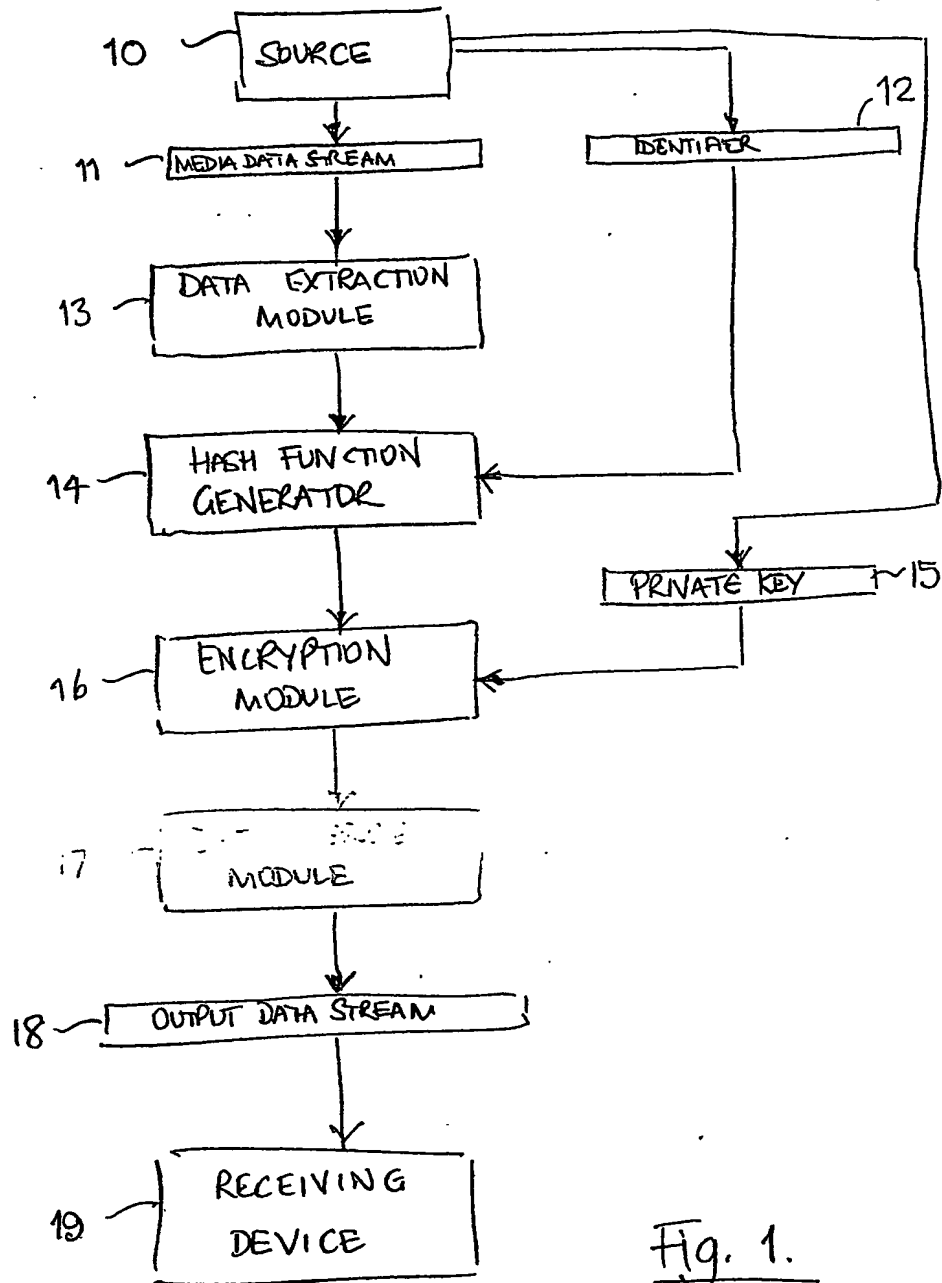 10
SOURCE
12
IDENTIFIER
11
MEDIA DATA STREAM
DATA EXTRACTION
MODULE
13
HASH FUNCTION
GENERATOR
14
PRIVATE KEY
15
ENCRYPTION
MODULE
16
17
MODULE
OUTPUT DATA STREAM
18
RECEIVING
DEVICE
19
Fig. 1.